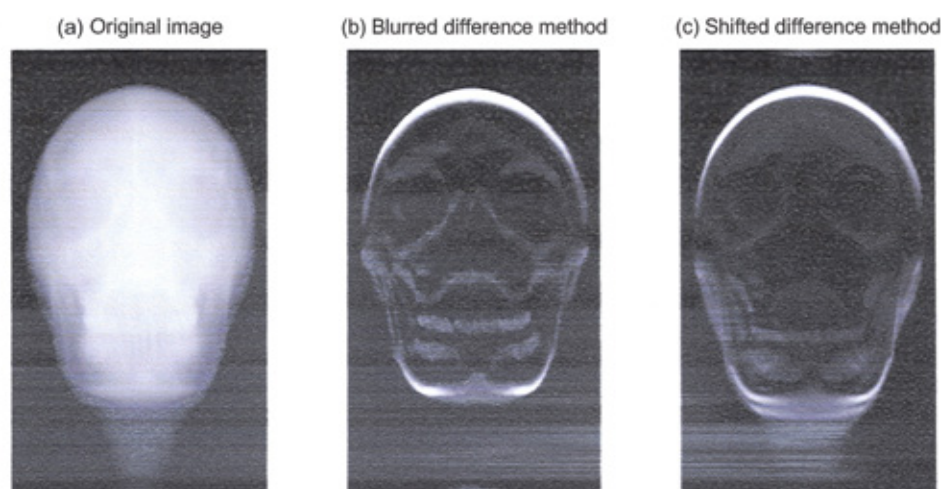 (a) Original image
(b) Blurred difference method
(c) Shifted difference method